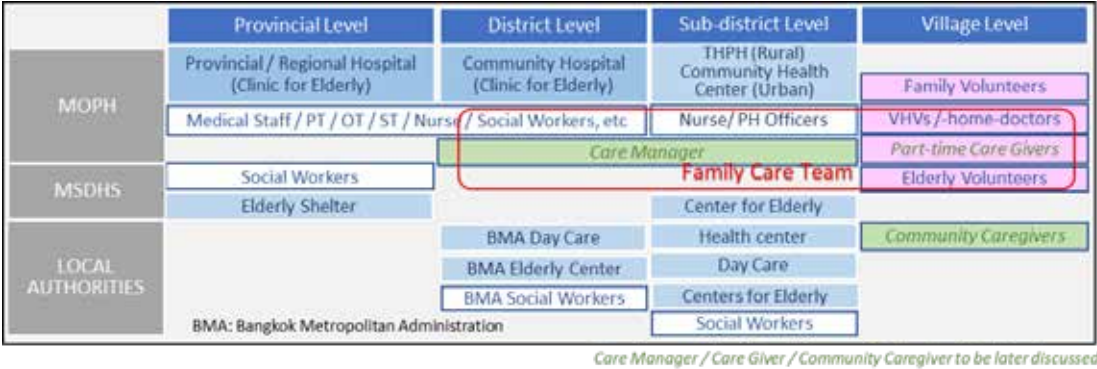 Provincial Level
District Level
Sub-district Level
Village Level
MOPH
Provincial / Regional Hospital
(Clinic for Elderly)
Community Hospital
(Clinic for Elderly)
THPH (Rural)
Community Health
Center (Urban)
Family Volunteers
Medical Staff / PT / OT / ST / Nurse / Social Workers, etc
Nurse/ PH Officers
VHVs /-home-doctors
Care Manager
Part-time Care Givers
Family Care Team
MSDHS
Social Workers
Elderly Volunteers
Elderly Shelter
Center for Elderly
LOCAL
AUTHORITIES
BMA Day Care
Health center
Community Caregivers
BMA Elderly Center
Day Care
BMA Social Workers
Centers for Elderly
Social Workers
BMA: Bangkok Metropolitan Administration
Care Manager / Care Giver / Community Caregiver to be later discussed